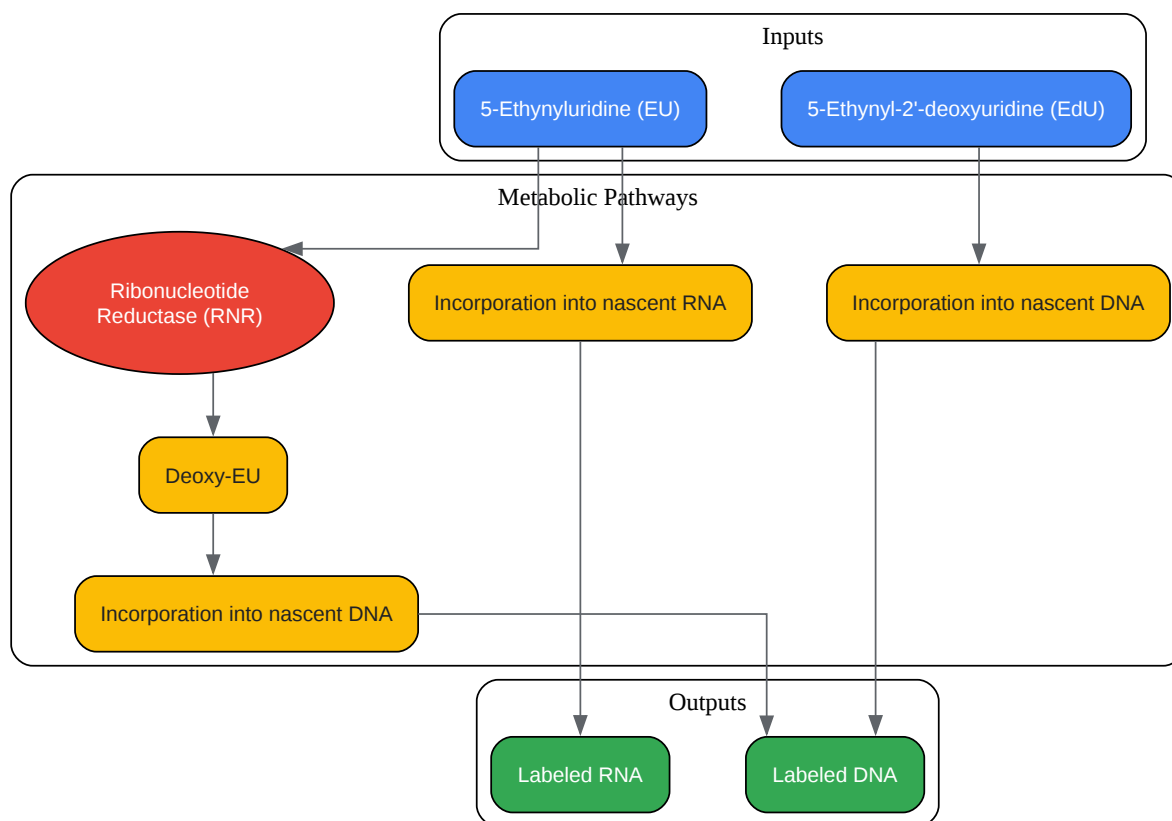 Inputs
5-Ethynyluridine (EU)
5-Ethynyl-2'-deoxyuridine (EdU)
Metabolic Pathways
Ribonucleotide
Reductase (RNR)
Incorporation into nascent RNA
Incorporation into nascent DNA
Deoxy-EU
Incorporation into nascent DNA
Outputs
Labeled RNA
Labeled DNA